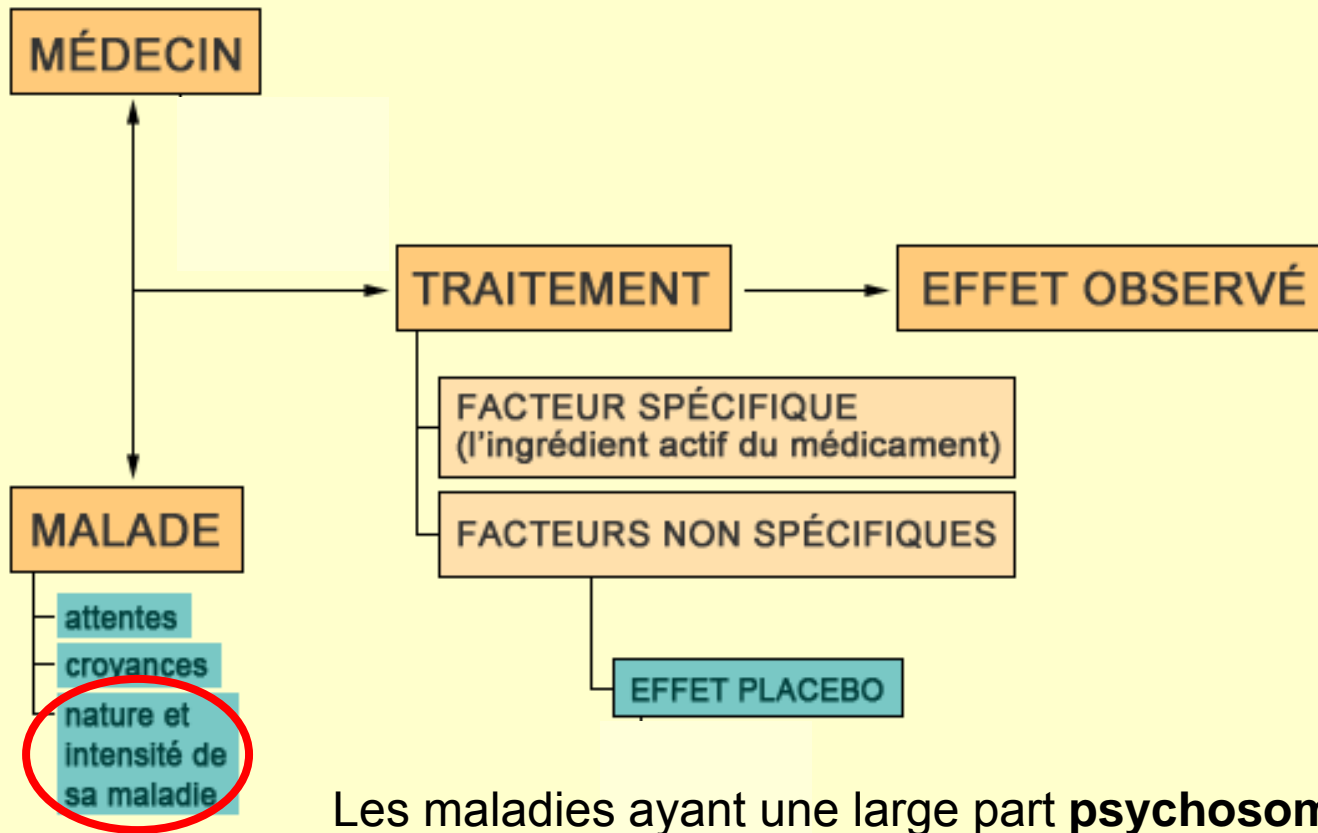 MÉDECIN
TRAITEMENT
EFFET OBSERVÉ
FACTEUR SPÉCIFIQUE
(l'ingrédient actif du médicament)
FACTEURS NON SPÉCIFIQUES
EFFET PLACEBO
MALADE
attentes
croyances
nature et
intensité de
sa maladie
Les maladies ayant une large part psychosom